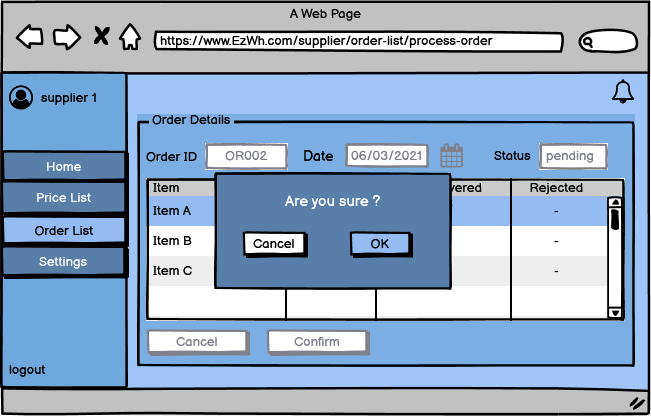 A Web Page
https://www.EzWh.com/supplier/order-list/process-order
supplier 1
Home
Price List
Order List
Settings
logout
Order Details
Order ID OR002 Date 06/03/2021 Status pending
Item vered Rejected
Item A -
Item B -
Item C -
Are you sure ?
Cancel OK
Cancel Confirm